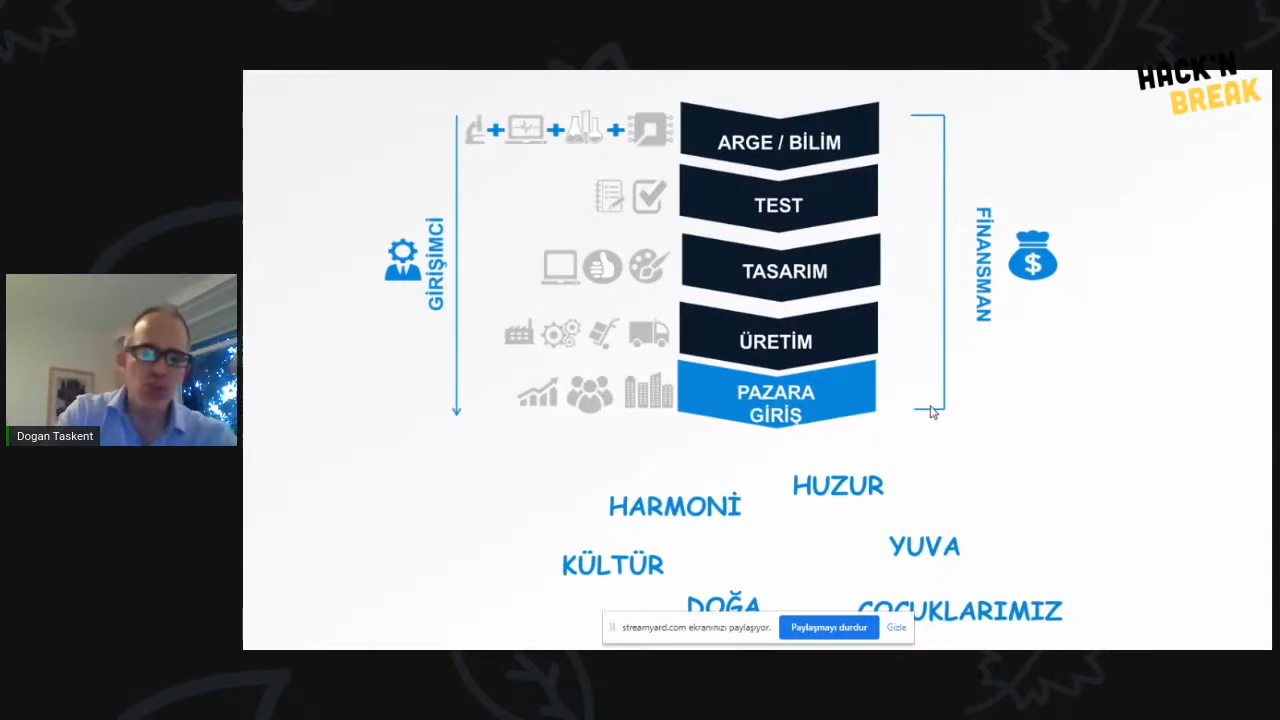 HACK'N
BREAK
ARGE / BİLİM
TEST
TASARIM
ÜRETİM
PAZARA
GİRİŞ
GİRİŞİMCİ
FİNANSMAN
$
HUZUR
HARMONİ
YUVA
KÜLTÜR
DOĞA
ÇOCUKLARIMIZ
streamyard.com ekranınızı paylaşıyor.
Paylaşmayı durdur
Gizle
Dogan Taskent